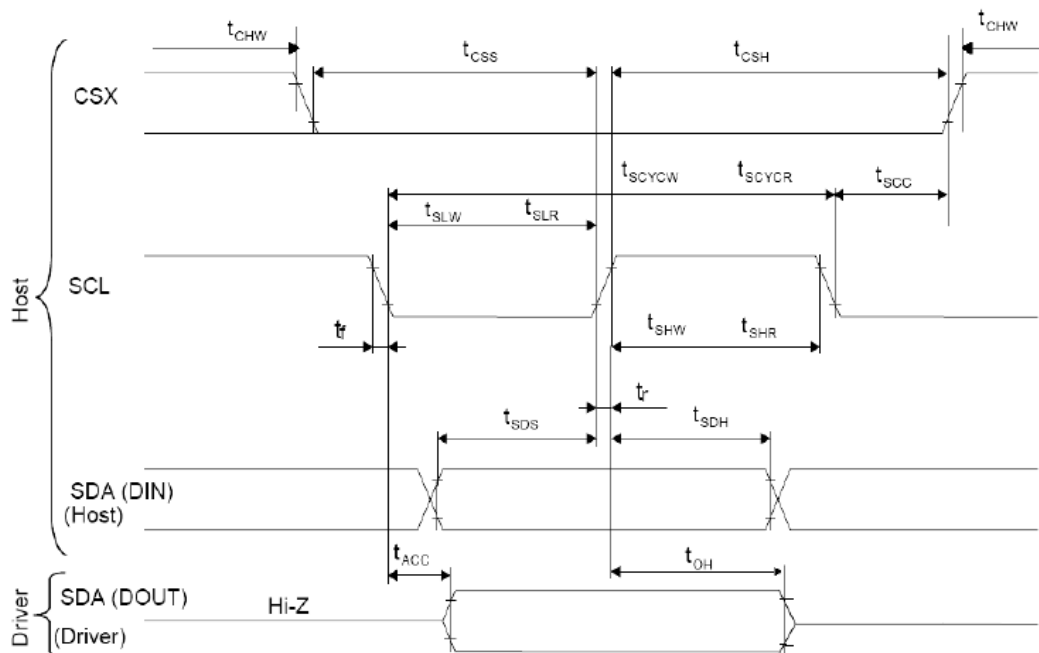 tCHW tCHW
tCSS tCSH
CSX
tSCYCW tSCYCR tSCC
tSLW tSLR
Host
SCL
tSHW tSHR
tf
tr
tSDS tSDH
SDA (DIN)
(Host)
tACC tOH
Driver
SDA (DOUT)
Hi-Z
(Driver)